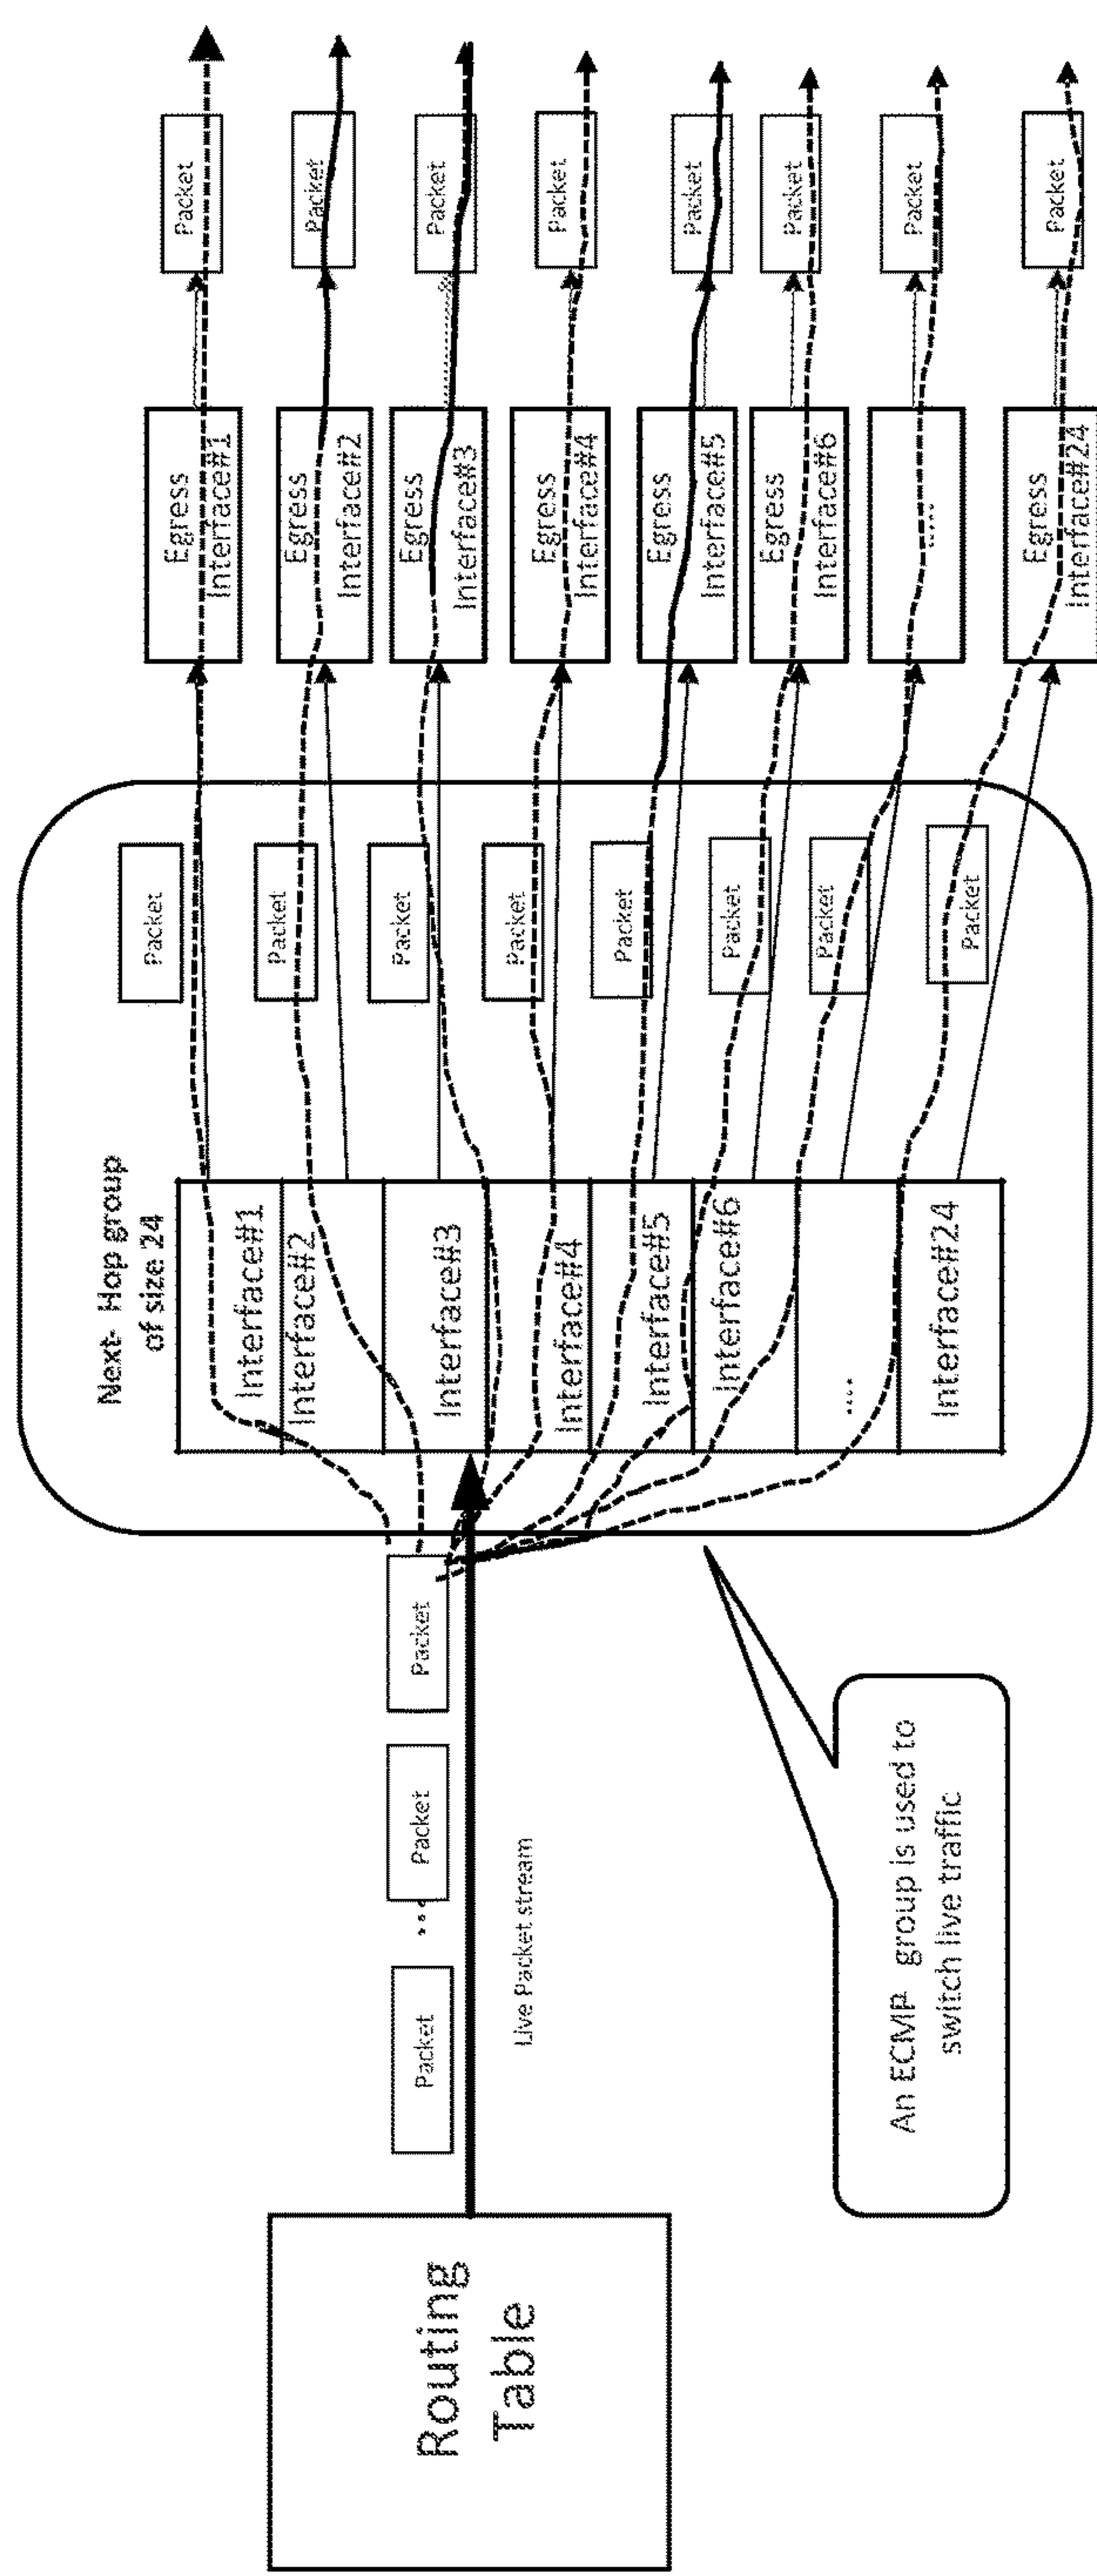 Routing
Table
Packet
...
Packet
Packet
Live Packet stream
An ECMP group is used to
switch live traffic
Next- Hop group
of size 24
Interface#1
Interface#2
Interface#3
Interface#4
Interface#5
Interface#6
....
Interface#24
Packet
Packet
Packet
Packet
Packet
Packet
Packet
Packet
Egress
Interface#1
Egress
Interface#2
Egress
Interface#3
Egress
Interface#4
Egress
Interface#5
Egress
Interface#6
....
Egress
Interface#24
Packet
Packet
Packet
Packet
Packet
Packet
Packet
Packet